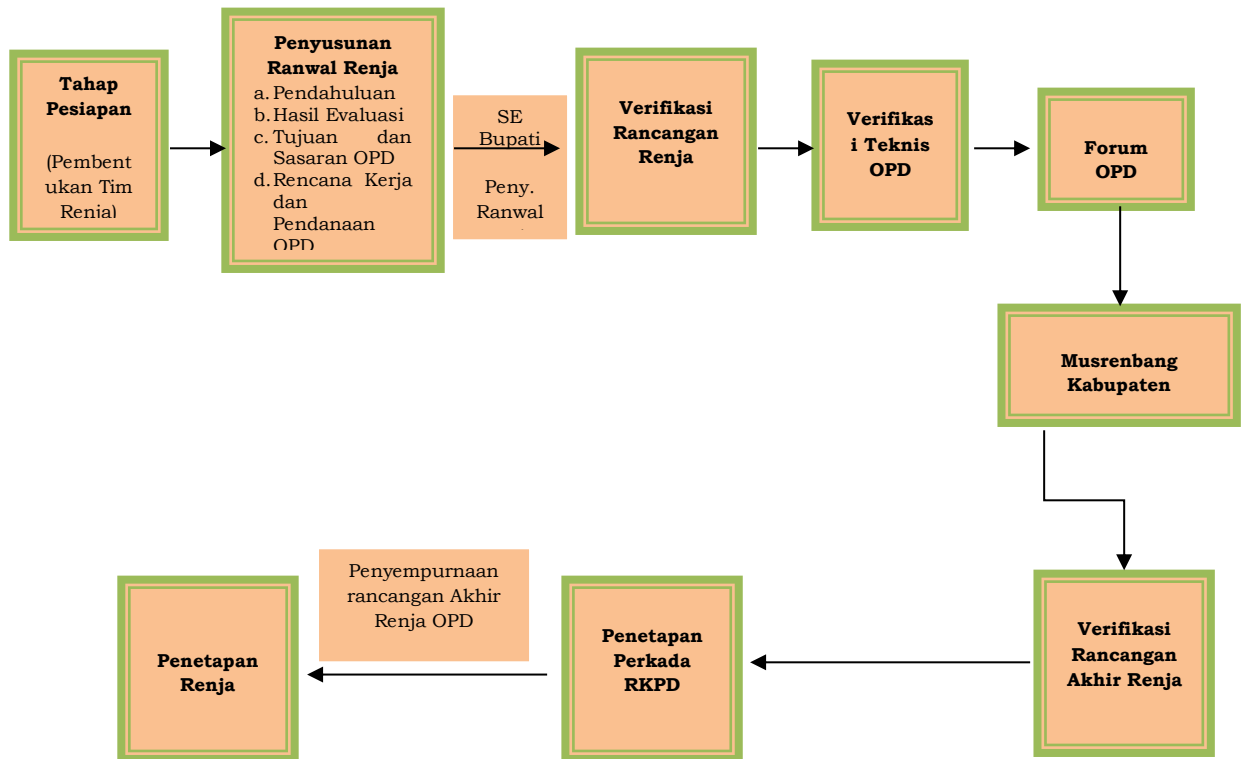 Tahap
Pesiapan
(Pembent
ukan Tim
Renja)
Penyusunan
Ranwal Renja
a. Pendahuluan
b. Hasil Evaluasi
c. Tujuan dan
Sasaran OPD
d. Rencana Kerja
dan
Pendanaan
OPD
SE
Bupati
Peny.
Ranwal
Verifikasi
Rancangan
Renja
Verifikas
i Teknis
OPD
Forum
OPD
Musrenbang
Kabupaten
Verifikasi
Rancangan
Akhir Renja
Penetapan
Perkada
RKPD
Penyempurnaan
rancangan Akhir
Renja OPD
Penetapan
Renja